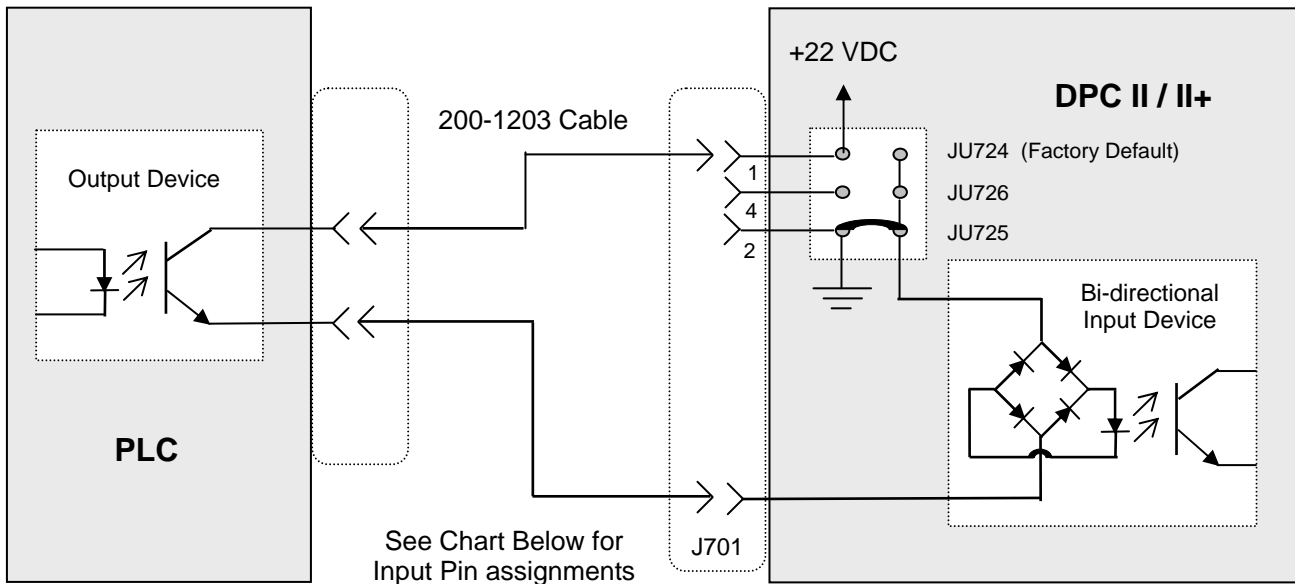 +22 VDC
DPC II / II+
200-1203 Cable
JU724 (Factory Default)
Output Device
1
JU726
4
JU725
2
Bi-directional
Input Device
PLC
See Chart Below for
Input Pin assignments
J701